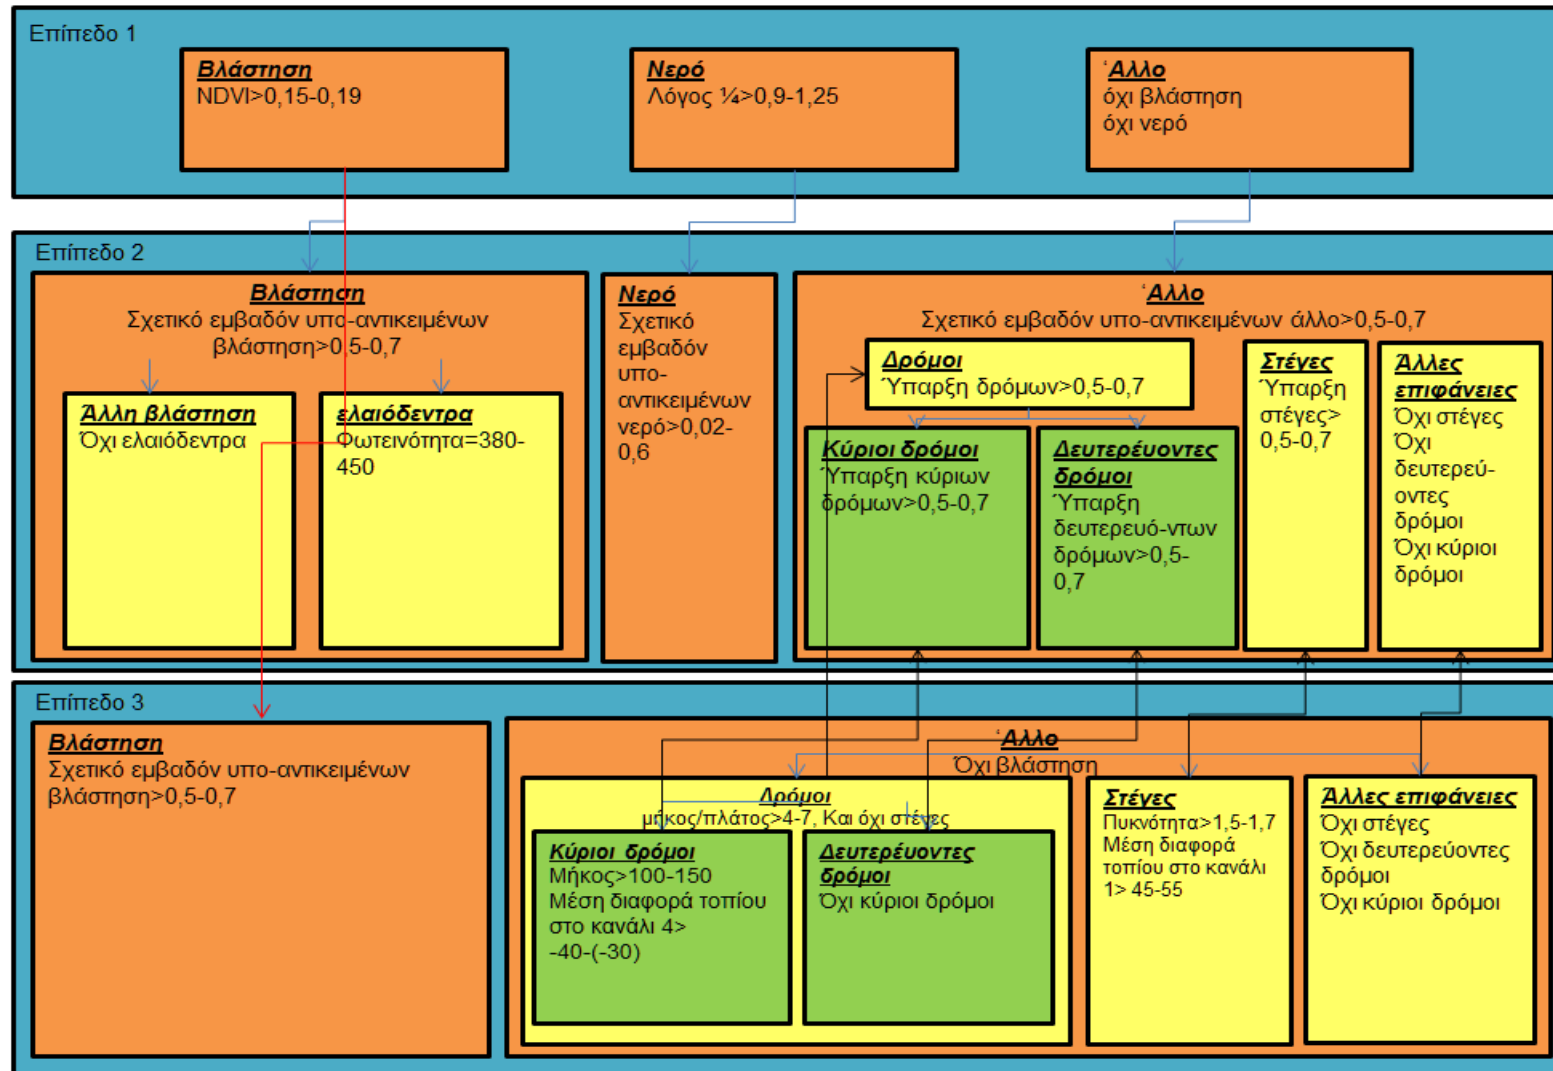 Επίπεδο 1
Βλάστηση
NDVI>0,15-0,19
Νερό
Λόγος ¼>0,9-1,25
Άλλο
όχι βλάστηση
όχι νερό
Επίπεδο 2
Βλάστηση
Σχετικό εμβαδόν υπο-αντικειμένων
βλάστηση>0,5-0,7
Άλλη βλάστηση
Όχι ελαιόδεντρα
ελαιόδεντρα
Φωτεινότητα=380-
450
Νερό
Σχετικό
εμβαδόν
υπο-
αντικειμένων
νερό>0,02-
0,6
Άλλο
Σχετικό εμβαδόν υπο-αντικειμένων άλλο>0,5-0,7
Δρόμοι
Ύπαρξη δρόμων>0,5-0,7
Κύριοι δρόμοι
Ύπαρξη κύριων
δρόμων>0,5-0,7
Δευτερέυοντες
δρόμοι
Ύπαρξη
δευτερευό-ντων
δρόμων>0,5-
0,7
Στέγες
Ύπαρξη
στέγες>
0,5-0,7
Άλλες
επιφάνειες
Όχι στέγες
Όχι
δευτερεύ-
οντες
δρόμοι
Όχι κύριοι
δρόμοι
Επίπεδο 3
Βλάστηση
Σχετικό εμβαδόν υπο-αντικειμένων
βλάστηση>0,5-0,7
Άλλο
Όχι βλάστηση
Δρόμοι
μήκος/πλάτος>4-7, Και όχι στέγες
Κύριοι δρόμοι
Μήκος>100-150
Μέση διαφορά τοπίου
στο κανάλι 4>
-40-(-30)
Δευτερέυοντες
δρόμοι
Όχι κύριοι δρόμοι
Στέγες
Πυκνότητα>1,5-1,7
Μέση διαφορά
τοπίου στο κανάλι
1> 45-55
Άλλες επιφάνειες
Όχι στέγες
Όχι δευτερεύοντες
δρόμοι
Όχι κύριοι δρόμοι